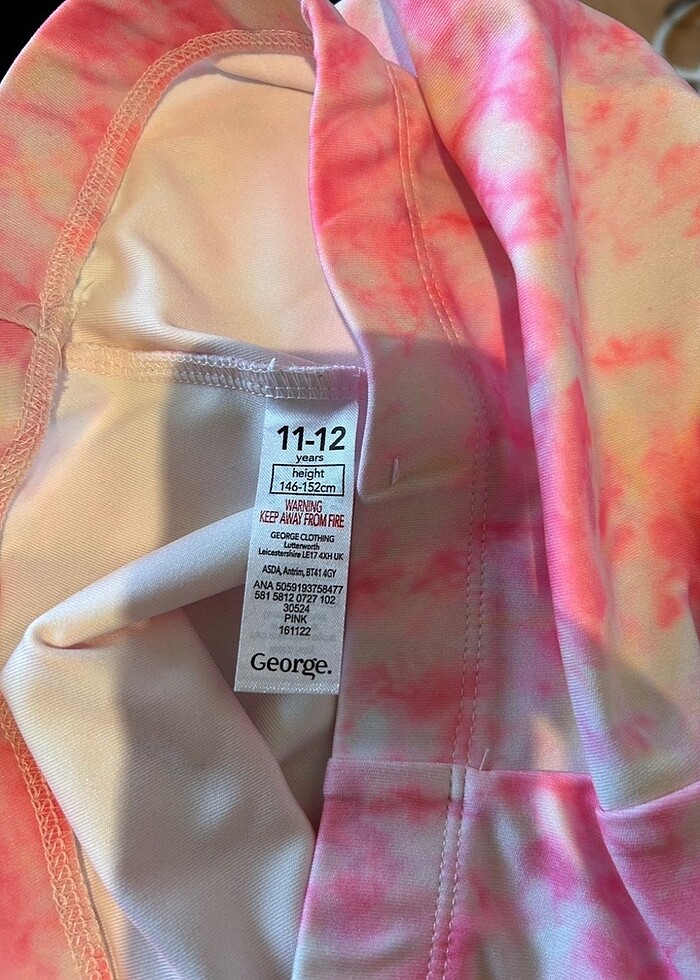 11-12
years
height
146-152cm
WARNING
KEEP AWAY FROM FIRE
GEORGE CLOTHING
Lutterworth
Leicestershire LE17 4XH UK
ASDA, Antrim, BT41 4GY
ANA 5059193758477
581 5812 0727 102
30524
PINK
161122
George.